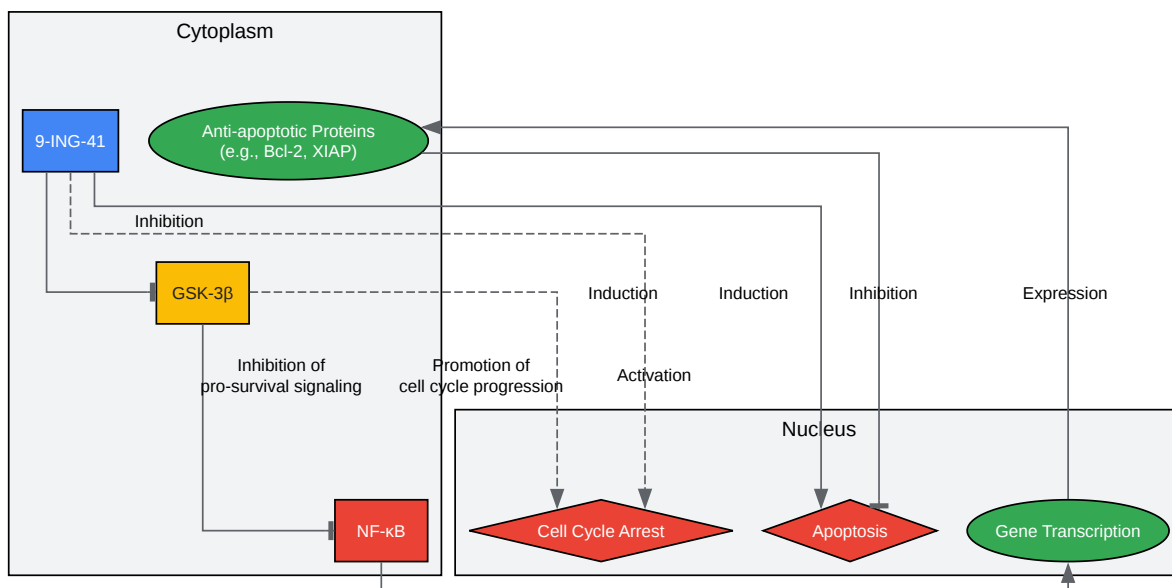 Cytoplasm
9-ING-41
Anti-apoptotic Proteins
(e.g., Bcl-2, XIAP)
Inhibition
GSK-3β
Induction
Induction
Inhibition
Expression
Inhibition of
pro-survival signaling
Promotion of
cell cycle progression
Activation
Nucleus
NF-κB
Cell Cycle Arrest
Apoptosis
Gene Transcription